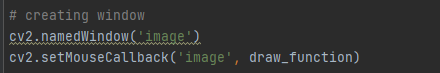 # creating window
cv2.namedWindow('image')
cv2.setMouseCallback('image', draw_function)